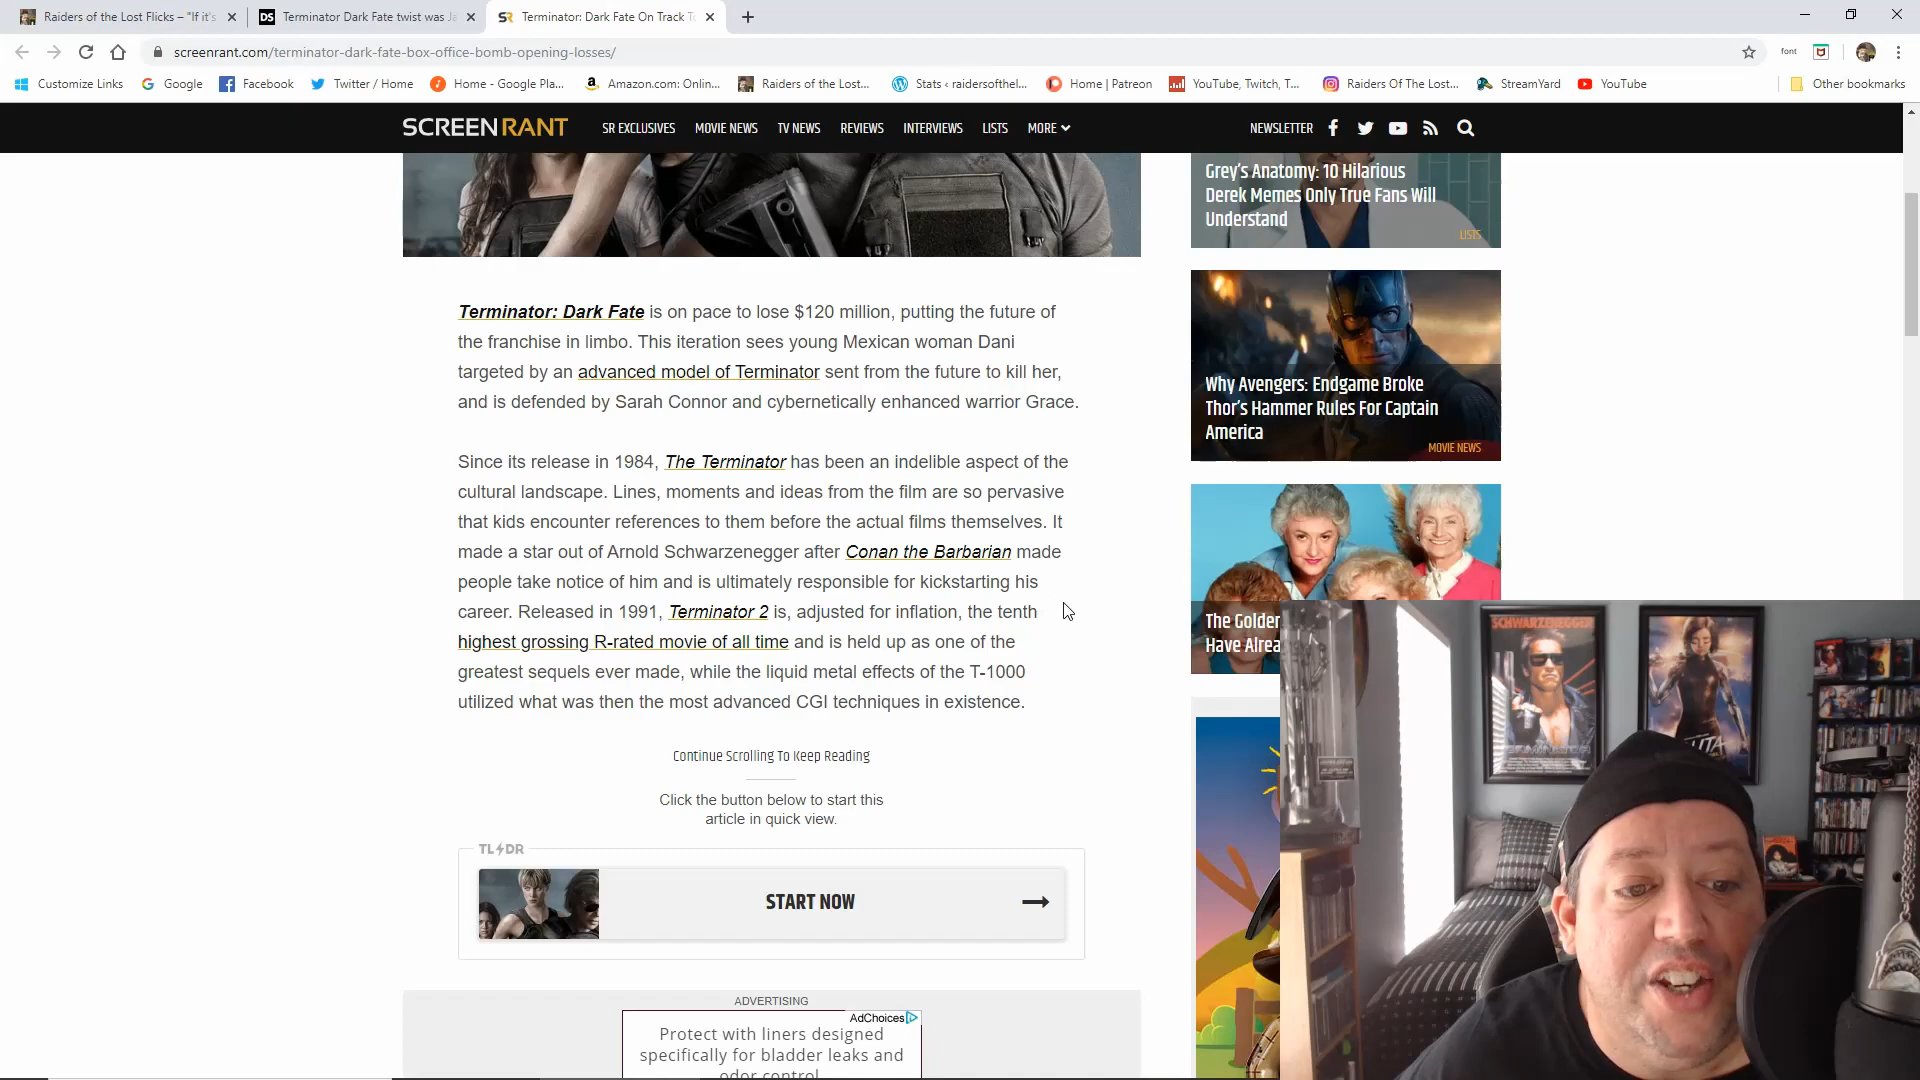 Raiders of the Lost Flicks – "If it's
Terminator Dark Fate twist was Ja
Terminator: Dark Fate On Track T
screenrant.com/terminator-dark-fate-box-office-bomb-opening-losses/
font
Customize Links
Google
Facebook
Twitter / Home
Home - Google Pla...
Amazon.com: Onlin...
Raiders of the Lost...
Stats ‹ raidersofthel...
Home | Patreon
YouTube, Twitch, T...
Raiders Of The Lost...
StreamYard
YouTube
Other bookmarks
SCREENRANT
SR EXCLUSIVES
MOVIE NEWS
TV NEWS
REVIEWS
INTERVIEWS
LISTS
MORE
NEWSLETTER
Terminator: Dark Fate is on pace to lose $120 million, putting the future of
the franchise in limbo. This iteration sees young Mexican woman Dani
targeted by an advanced model of Terminator sent from the future to kill her,
and is defended by Sarah Connor and cybernetically enhanced warrior Grace.
Since its release in 1984, The Terminator has been an indelible aspect of the
cultural landscape. Lines, moments and ideas from the film are so pervasive
that kids encounter references to them before the actual films themselves. It
made a star out of Arnold Schwarzenegger after Conan the Barbarian made
people take notice of him and is ultimately responsible for kickstarting his
career. Released in 1991, Terminator 2 is, adjusted for inflation, the tenth
highest grossing R-rated movie of all time and is held up as one of the
greatest sequels ever made, while the liquid metal effects of the T-1000
utilized what was then the most advanced CGI techniques in existence.
Continue Scrolling To Keep Reading
Click the button below to start this
article in quick view.
TL DR
START NOW
ADVERTISING
AdChoices
Protect with liners designed
specifically for bladder leaks and
odor control
Grey's Anatomy: 10 Hilarious
Derek Memes Only True Fans Will
Understand
LISTS
Why Avengers: Endgame Broke
Thor's Hammer Rules For Captain
America
MOVIE NEWS
The Golden
Have Alrea
SCHWARZENEGGER